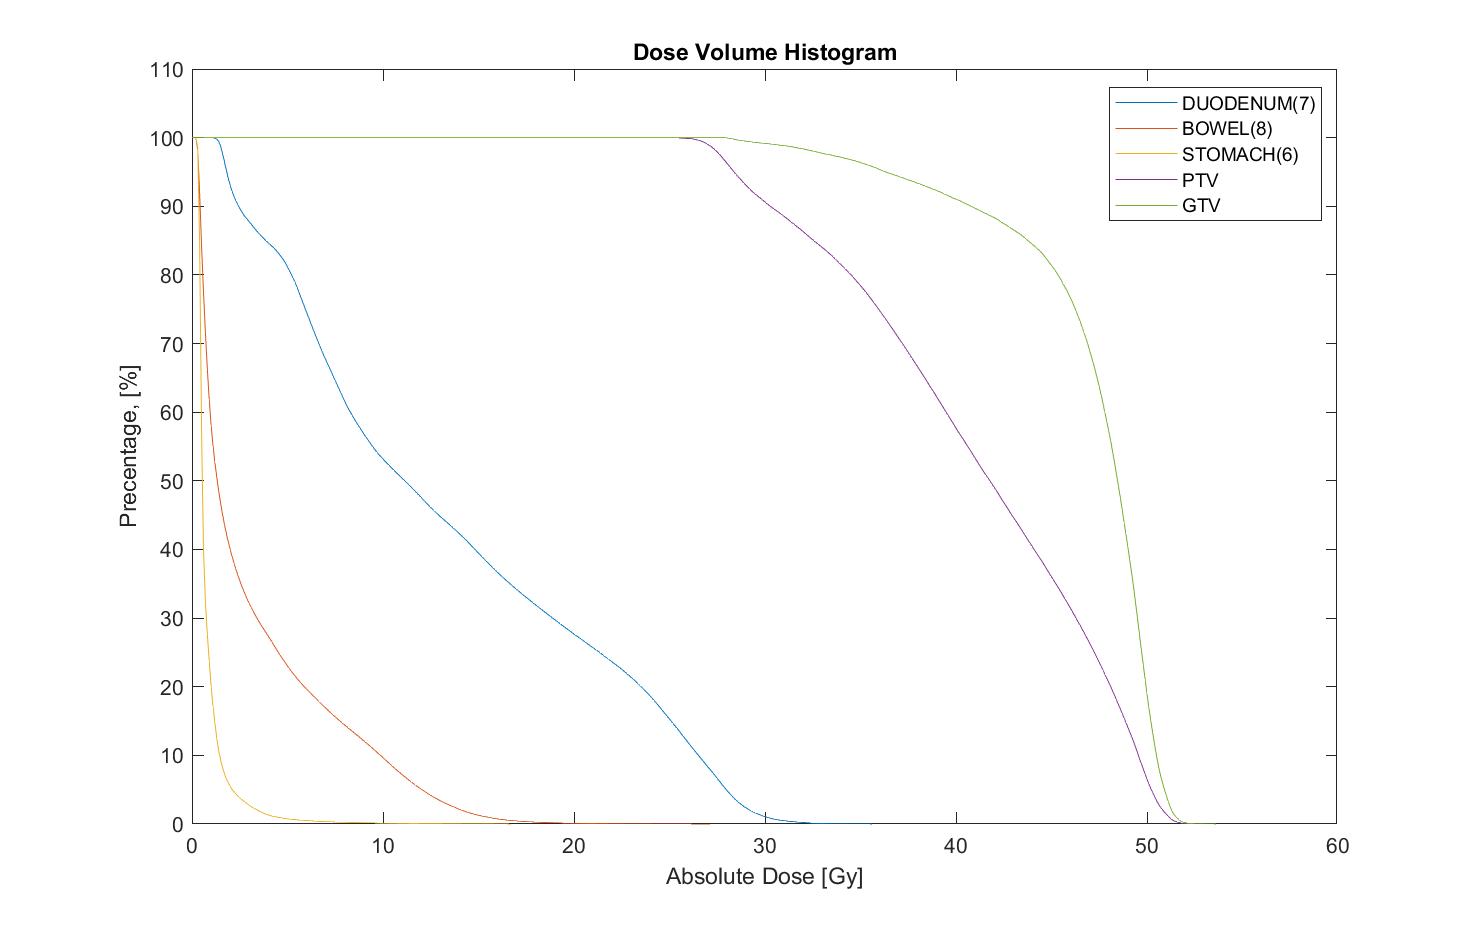 Dose Volume Histogram
110
100
90
80
70
60
50
40
30
20
10
0
Precentage, [%]
0 10 20 30 40 50 60
Absolute Dose [Gy]
DUODENUM(7)
BOWEL(8)
STOMACH(6)
PTV
GTV